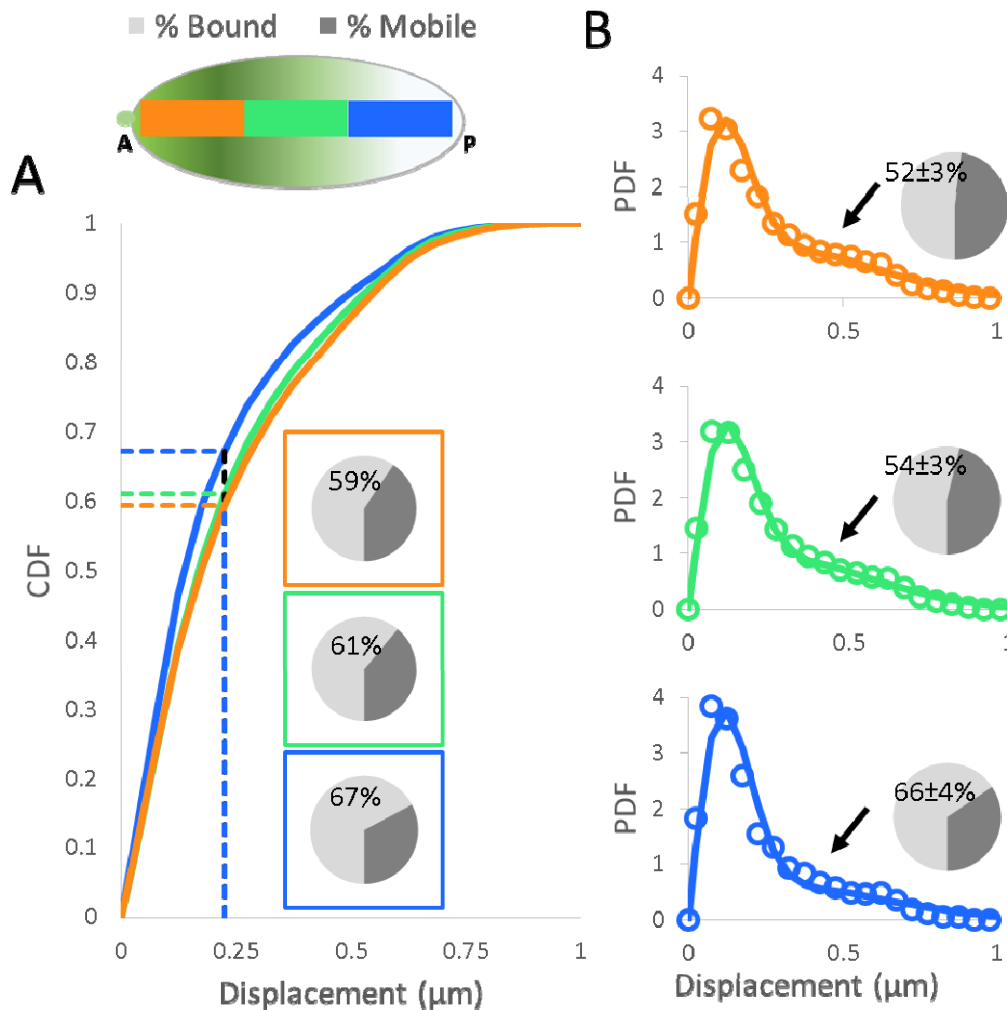 % Bound % Mobile
A P
A
CDF
1
0.9
0.8
0.7
0.6
0.5
0.4
0.3
0.2
0.1
0
59%
61%
67%
0 0.25 0.5 0.75 1
Displacement (µm)
B
PDF
4
3
2
1
0
52±3%
0 0.5 1
PDF
4
3
2
1
0
54±3%
0 0.5 1
PDF
4
3
2
1
0
66±4%
0 0.5 1
Displacement (µm)